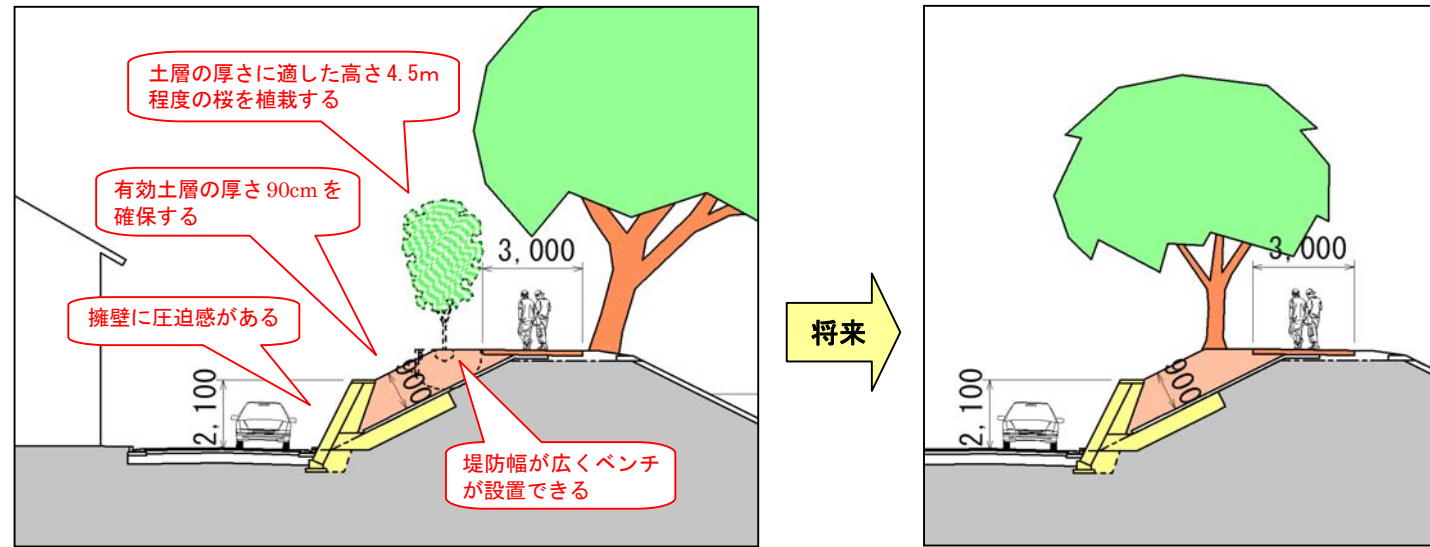 土層の厚さに適した高さ4.5m
程度の桜を植栽する
有効土層の厚さ90cmを
確保する
3,000
擁壁に圧迫感がある
900
2,100
堤防幅が広くベンチ
が設置できる
将来
3,000
900
2,100